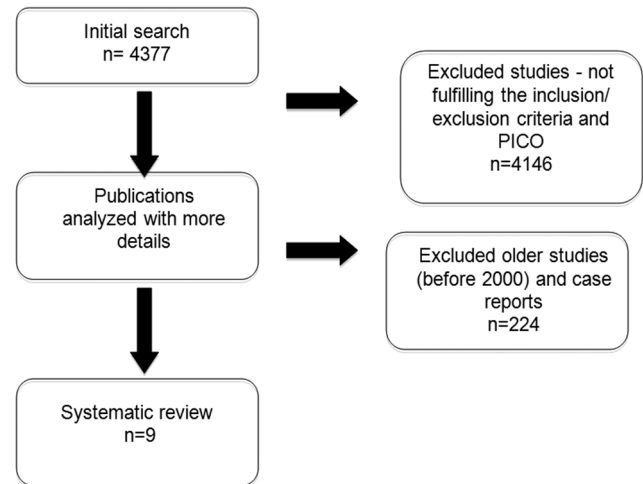 Initial search
n= 4377
Excluded studies - not
fulfilling the inclusion/
exclusion criteria and
PICO
n=4146
Publications
analyzed with more
details
Excluded older studies
(before 2000) and case
reports
n=224
Systematic review
n=9